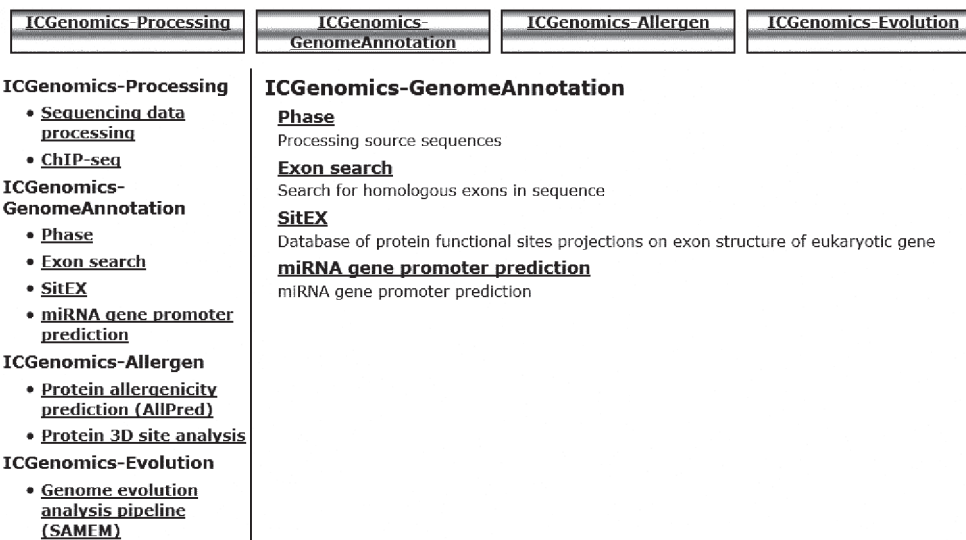 ICGenomics-Processing
ICGenomics-
GenomeAnnotation
ICGenomics-Allergen
ICGenomics-Evolution
ICGenomics-Processing
• Sequencing data
processing
• ChIP-seq
ICGenomics-
GenomeAnnotation
• Phase
• Exon search
• SitEX
• miRNA gene promoter
prediction
ICGenomics-Allergen
• Protein allergenicity
prediction (AllPred)
• Protein 3D site analysis
ICGenomics-Evolution
• Genome evolution
analysis pipeline
(SAMEM)
ICGenomics-GenomeAnnotation
Phase
Processing source sequences
Exon search
Search for homologous exons in sequence
SitEX
Database of protein functional sites projections on exon structure of eukaryotic gene
miRNA gene promoter prediction
miRNA gene promoter prediction